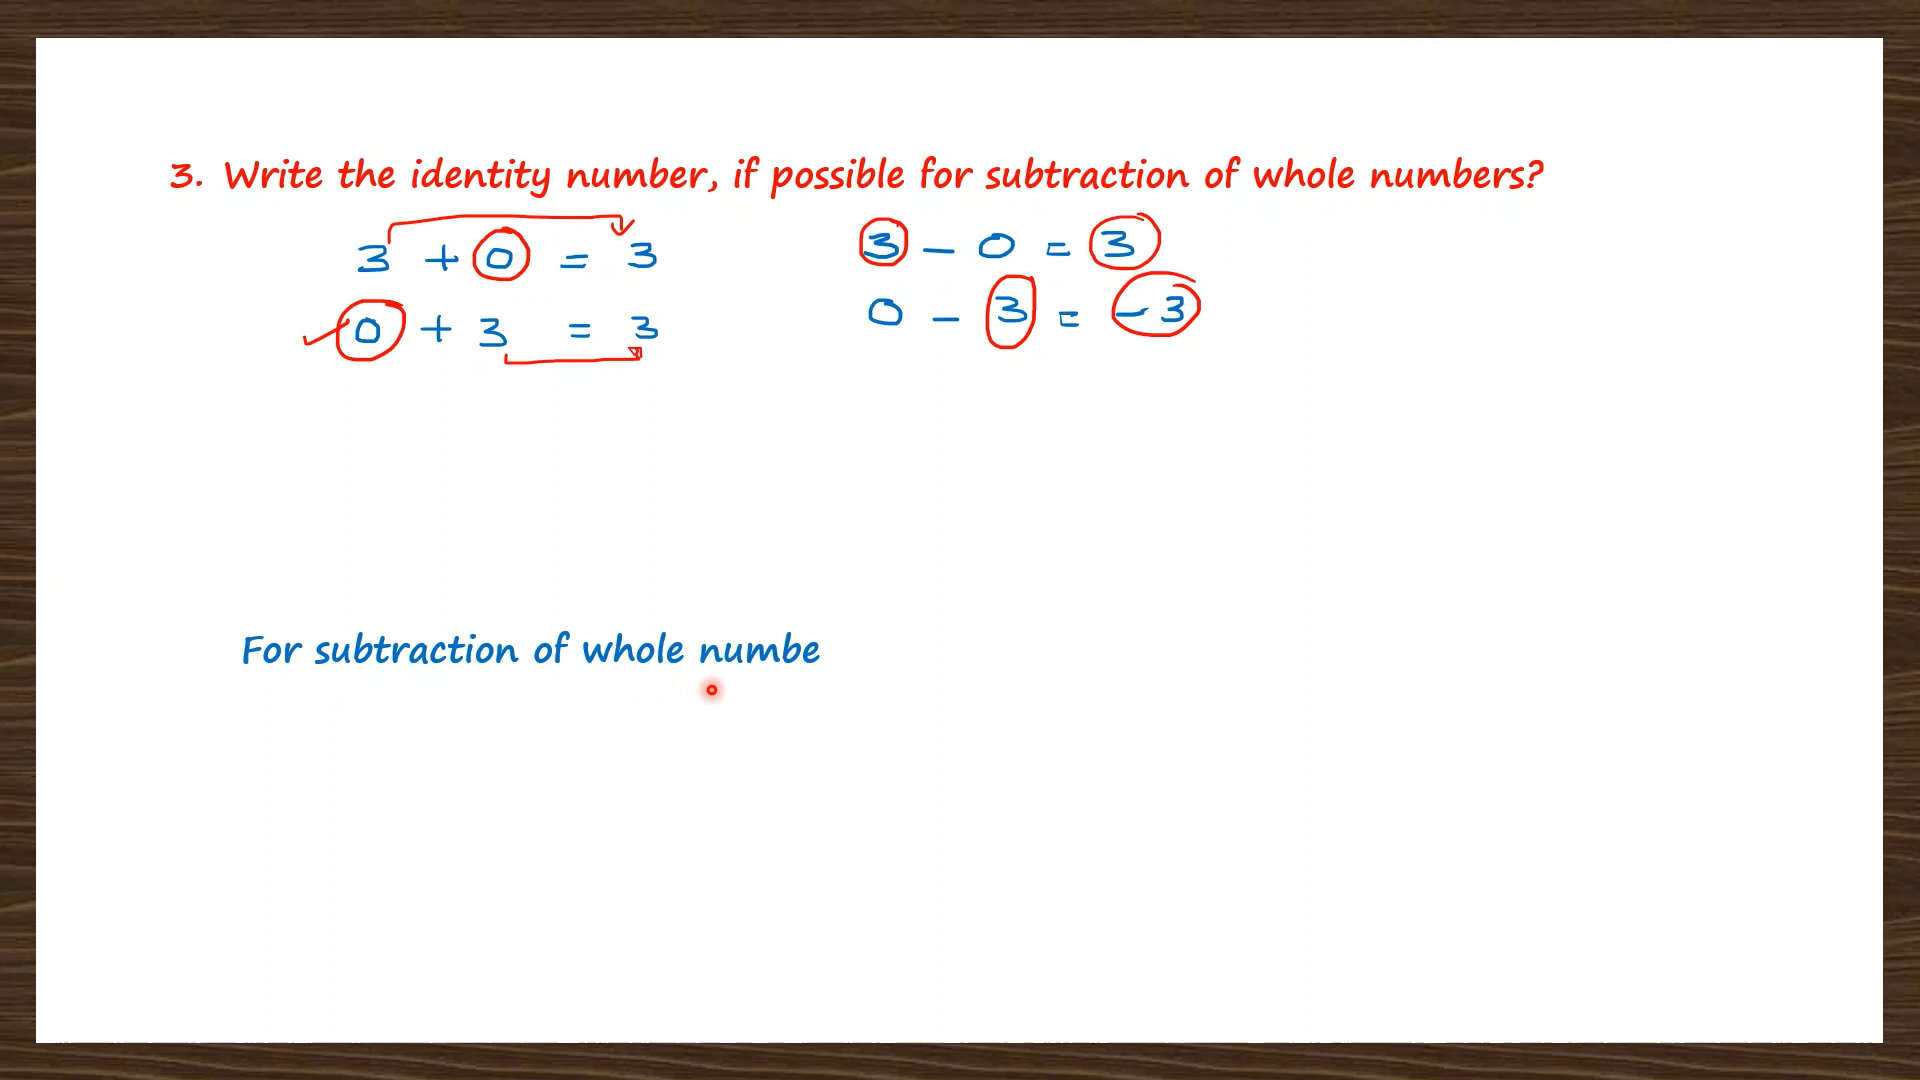 3. Write the identity number, if possible for subtraction of whole numbers?
3 + 0 = 3
0 + 3 = 3
3 - 0 = 3
0 - 3 = -3
For subtraction of whole numbe